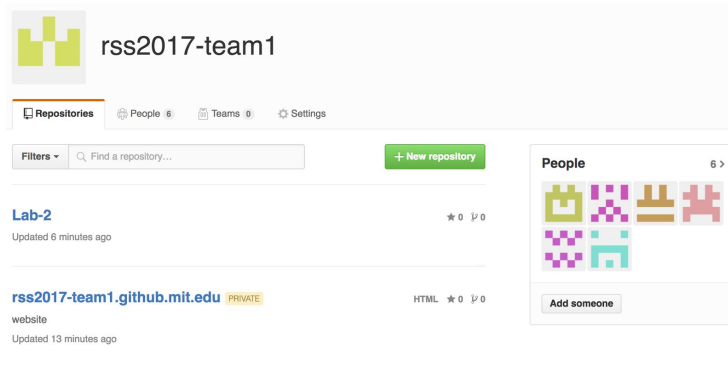 rss2017-team1
Repositories People 6 Teams 0 Settings
Filters Find a repository... + New repository
People 6
Lab-2 0 0
Updated 6 minutes ago
rss2017-team1.github.mit.edu PRIVATE HTML 0 0
website
Updated 13 minutes ago
Add someone